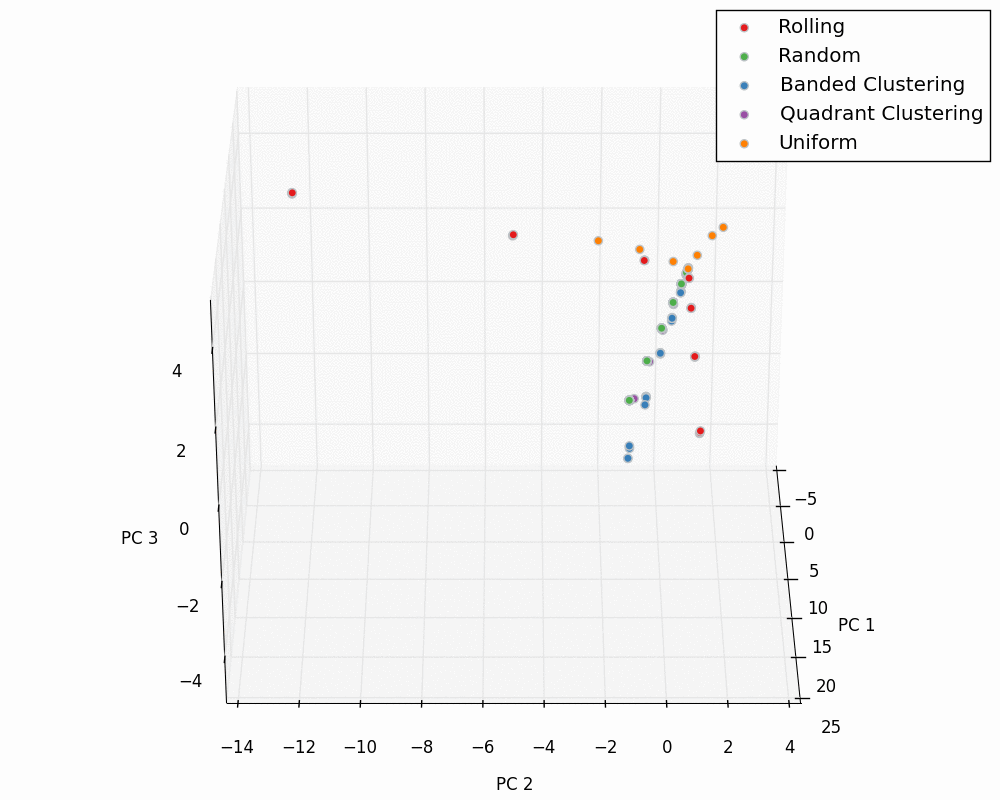 Rolling
Random
Banded Clustering
Quadrant Clustering
Uniform
4
2
0
−2
−4
PC 3
−5
0
5
10
15
20
25
PC 1
−14 −12 −10 −8 −6 −4 −2 0 2 4
PC 2